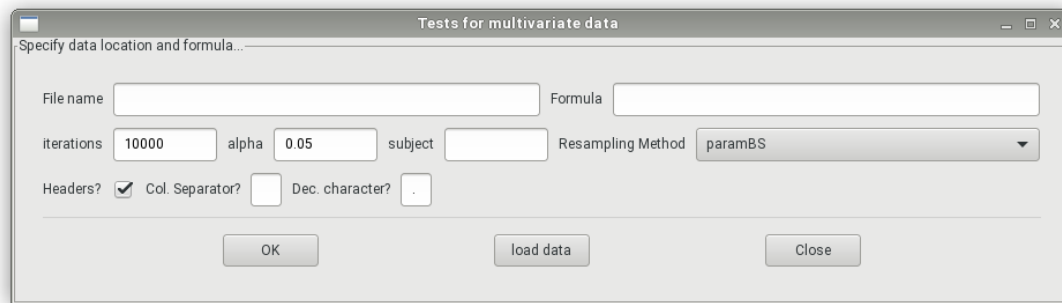 Tests for multivariate data
Specify data location and formula...
File name Formula
iterations 10000 alpha 0.05 subject Resampling Method paramBS
Headers? Col. Separator? Dec. character? .
OK load data Close